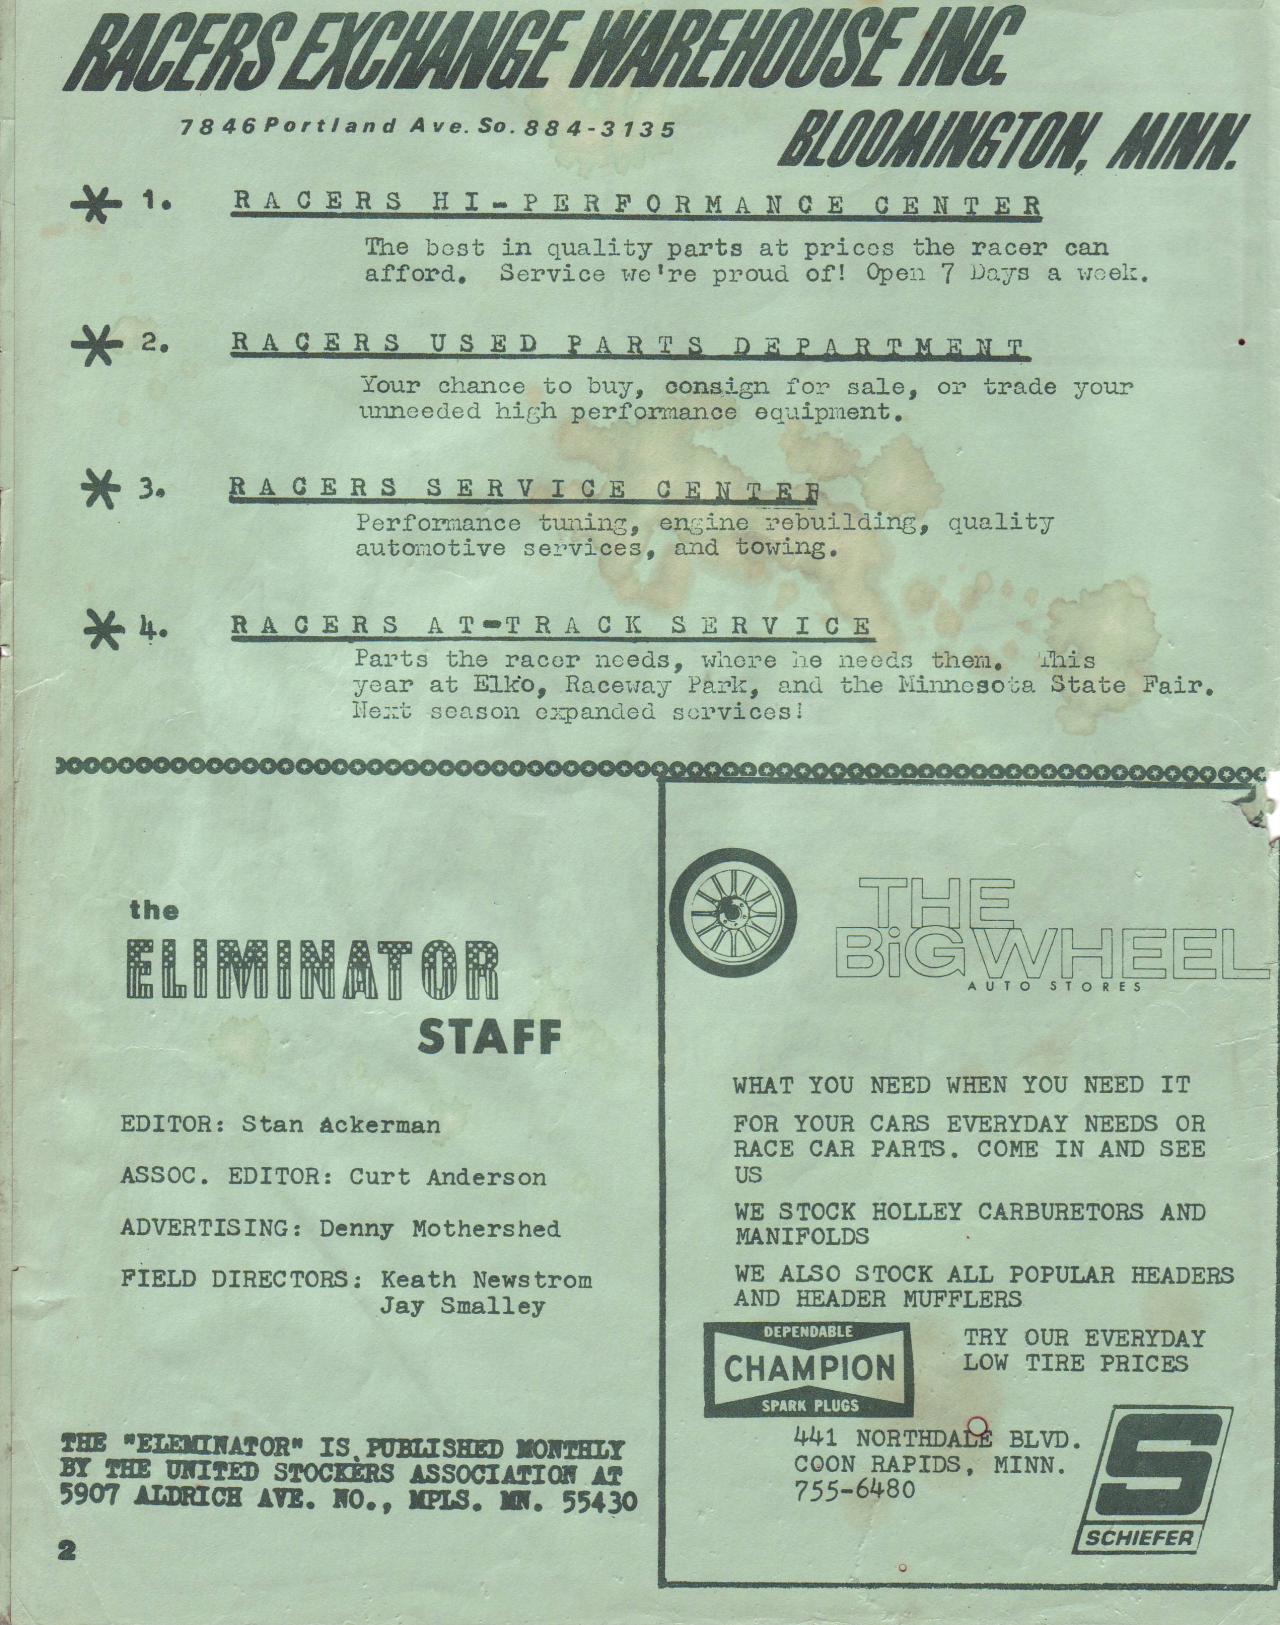 RACERS EXCHANGE WAREHOUSE INC.
7846 Portland Ave. So. 884-3135
BLOOMINGTON, MINN.
* 1. RACERS HI-PERFORMANCE CENTER
The best in quality parts at prices the racer can
afford. Service we're proud of! Open 7 Days a week.
* 2. RACERS USED PARTS DEPARTMENT
Your chance to buy, consign for sale, or trade your
unneeded high performance equipment.
* 3. RACERS SERVICE CENTER
Performance tuning, engine rebuilding, quality
automotive services, and towing.
* 4. RACERS AT-TRACK SERVICE
Parts the racer needs, where he needs them. This
year at Elko, Raceway Park, and the Minnesota State Fair.
Next season expanded services!
the
ELIMINATOR
STAFF
EDITOR: Stan Ackerman
ASSOC. EDITOR: Curt Anderson
ADVERTISING: Denny Mothershed
FIELD DIRECTORS: Keath Newstrom
Jay Smalley
THE "ELEMINATOR" IS PUBLISHED MONTHLY
BY THE UNITED STOCKERS ASSOCIATION AT
5907 ALDRICH AVE. NO., MPLS. MN. 55430
2
THE
BiG WHEEL
AUTO STORES
WHAT YOU NEED WHEN YOU NEED IT
FOR YOUR CARS EVERYDAY NEEDS OR
RACE CAR PARTS. COME IN AND SEE
US
WE STOCK HOLLEY CARBURETORS AND
MANIFOLDS
WE ALSO STOCK ALL POPULAR HEADERS
AND HEADER MUFFLERS
DEPENDABLE
CHAMPION
SPARK PLUGS
TRY OUR EVERYDAY
LOW TIRE PRICES
441 NORTHDALE BLVD.
COON RAPIDS, MINN.
755-6480
S
SCHIEFER